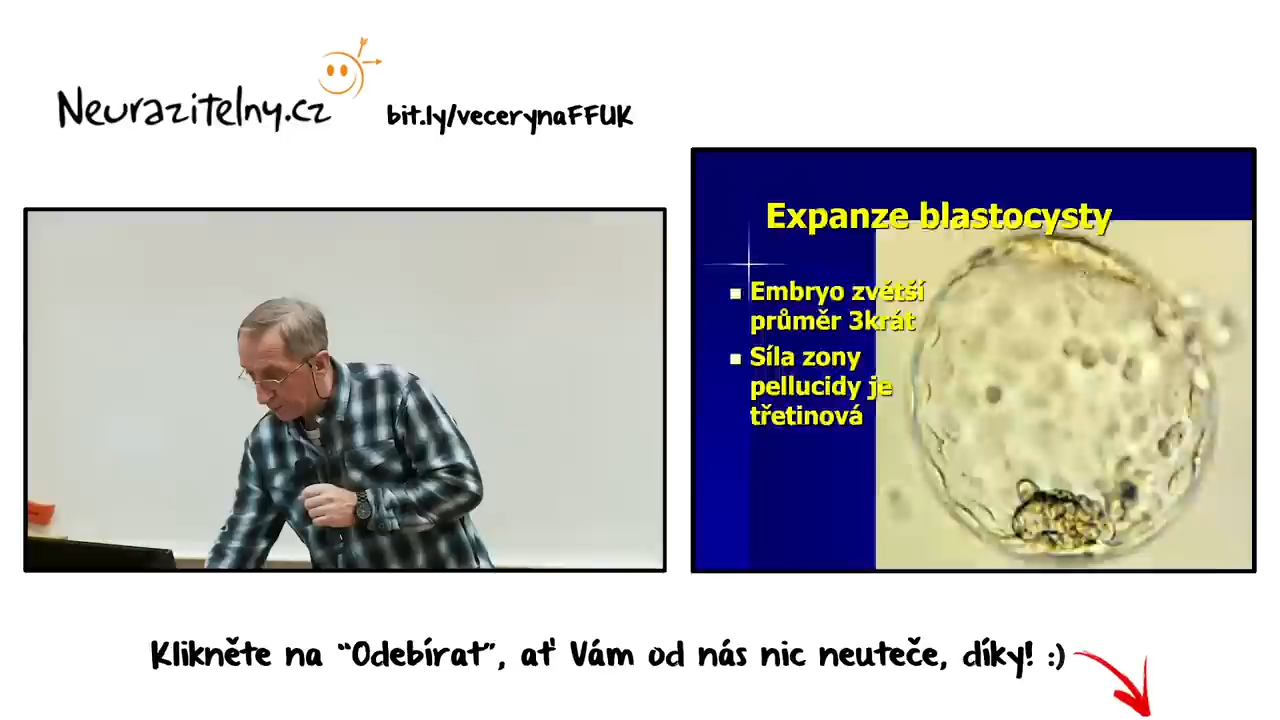 Neurazitelny.cz
bit.ly/vecerynaFFUK
Expanze blastocysty
Embryo zvětší
průměr 3krát
Síla zony
pellucidy je
třetinová
Klikněte na “Odebírat”, ať Vám od nás nic neuteče, díky! :)